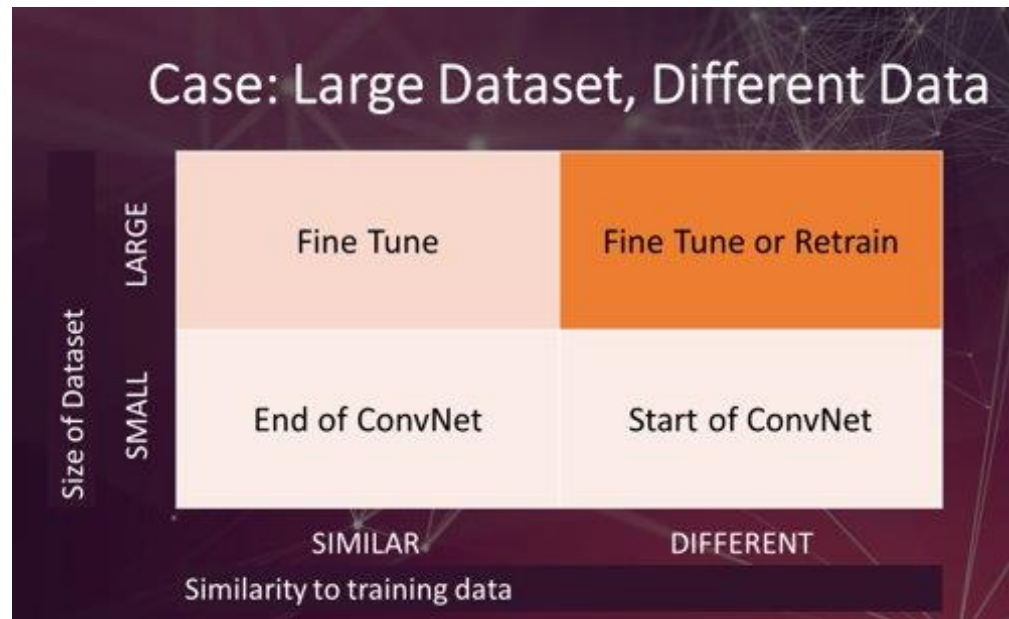 Case: Large Dataset, Different Data
Size of Dataset
LARGE
Fine Tune
Fine Tune or Retrain
SMALL
End of ConvNet
Start of ConvNet
SIMILAR
DIFFERENT
Similarity to training data